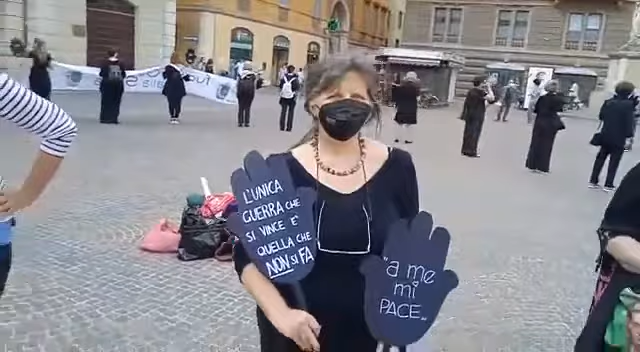 L'UNICA
GUERRA CHE
SI VINCE E'
QUELLA CHE
NON SI FA
"a me
mi
PACE...